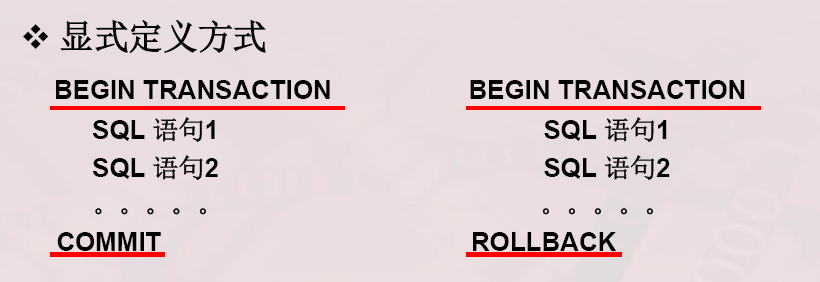 ❖ 显式定义方式
BEGIN TRANSACTION
SQL 语句1
SQL 语句2
。。。。。
COMMIT
BEGIN TRANSACTION
SQL 语句1
SQL 语句2
。。。。。
ROLLBACK